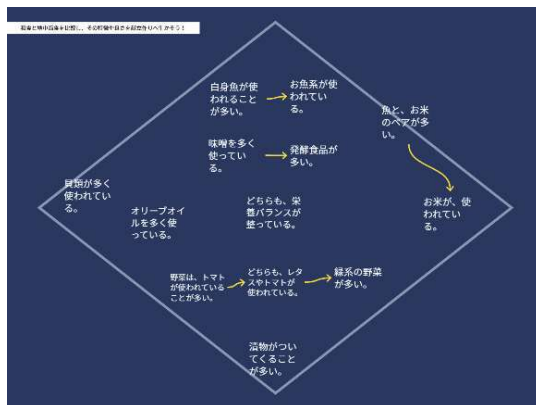 白身魚が使
われること
が多い。
お魚系が使
われてい
る。
魚と、お米
のペアが多
い。
味噌を多く
使ってい
る。
発酵食品が
多い。
貝類が多く
使われてい
る。
オリーブオイ
ルを多く使
っている。
どちらも、栄
養バランスが
整っている。
お米が、使
われてい
る。
野菜は、トマト
が使われている
ことが多い。
どちらも、レタ
スやトマトが
使われている。
緑系の野菜
が多い。
漬物がつい
てくること
が多い。